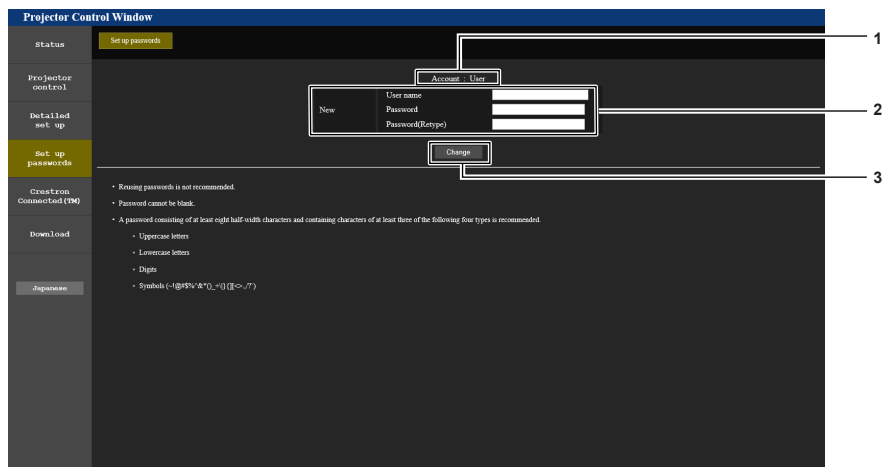 Projector Control Window
Status
Set up passwords
1
Account : User
Projector
control
User name
New
Password
2
Password(Retype)
Detailed
set up
Set up
passwords
Change
3
Crestron
Connected(TM)
Download
Japanese
• Reusing passwords is not recommended.
• Password cannot be blank.
• A password consisting of at least eight half-width characters and containing characters of at least three of the following four types is recommended.
• Uppercase letters
• Lowercase letters
• Digits
• Symbols